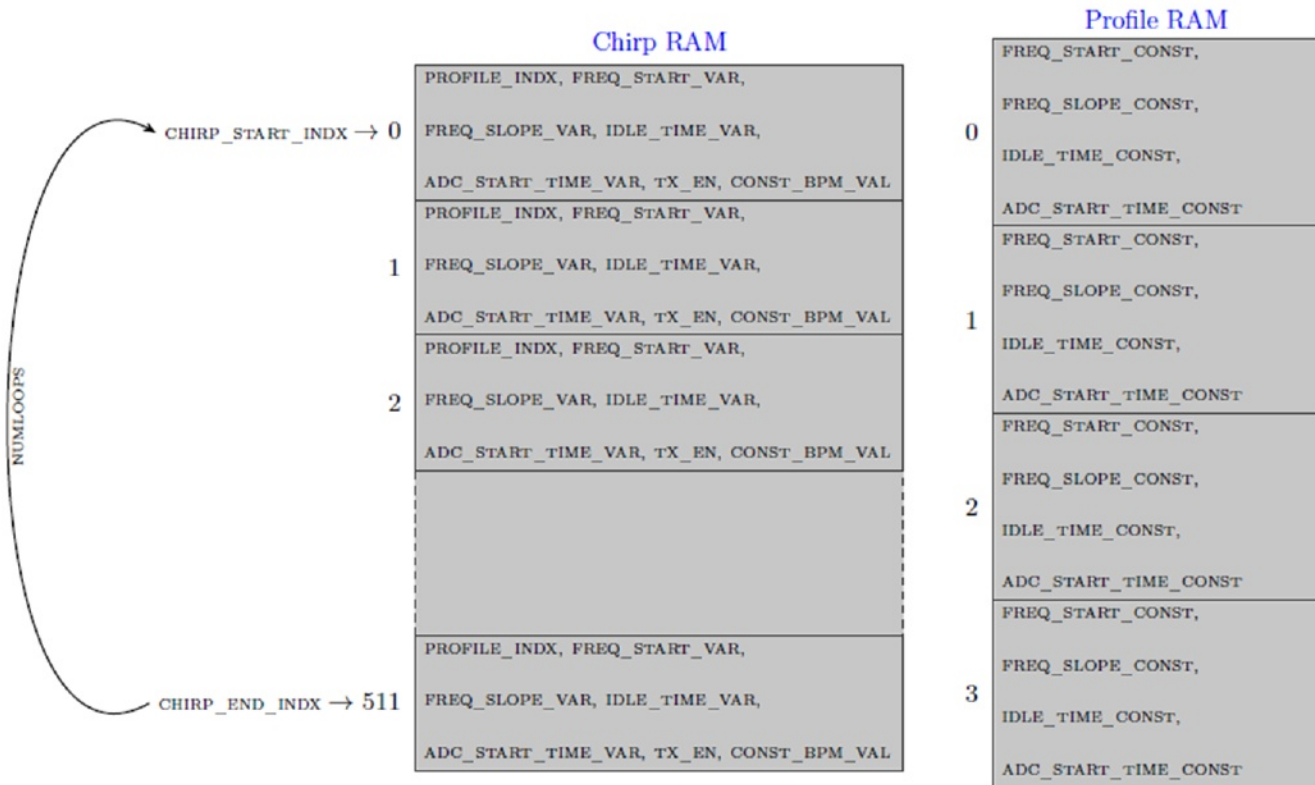 Chirp RAM
PROFILE_INDX, FREQ_START_VAR,
CHIRP_START_INDX → 0
FREQ_SLOPE_VAR, IDLE_TIME_VAR,
ADC_START_TIME_VAR, TX_EN, CONST_BPM_VAL
PROFILE_INDX, FREQ_START_VAR,
1
FREQ_SLOPE_VAR, IDLE_TIME_VAR,
ADC_START_TIME_VAR, TX_EN, CONST_BPM_VAL
PROFILE_INDX, FREQ_START_VAR,
2
FREQ_SLOPE_VAR, IDLE_TIME_VAR,
ADC_START_TIME_VAR, TX_EN, CONST_BPM_VAL
NUMLOOPS
PROFILE_INDX, FREQ_START_VAR,
CHIRP_END_INDX → 511
FREQ_SLOPE_VAR, IDLE_TIME_VAR,
ADC_START_TIME_VAR, TX_EN, CONST_BPM_VAL
Profile RAM
FREQ_START_CONST,
0
FREQ_SLOPE_CONST,
IDLE_TIME_CONST,
ADC_START_TIME_CONST
FREQ_START_CONST,
1
FREQ_SLOPE_CONST,
IDLE_TIME_CONST,
ADC_START_TIME_CONST
FREQ_START_CONST,
2
FREQ_SLOPE_CONST,
IDLE_TIME_CONST,
ADC_START_TIME_CONST
FREQ_START_CONST,
3
FREQ_SLOPE_CONST,
IDLE_TIME_CONST,
ADC_START_TIME_CONST